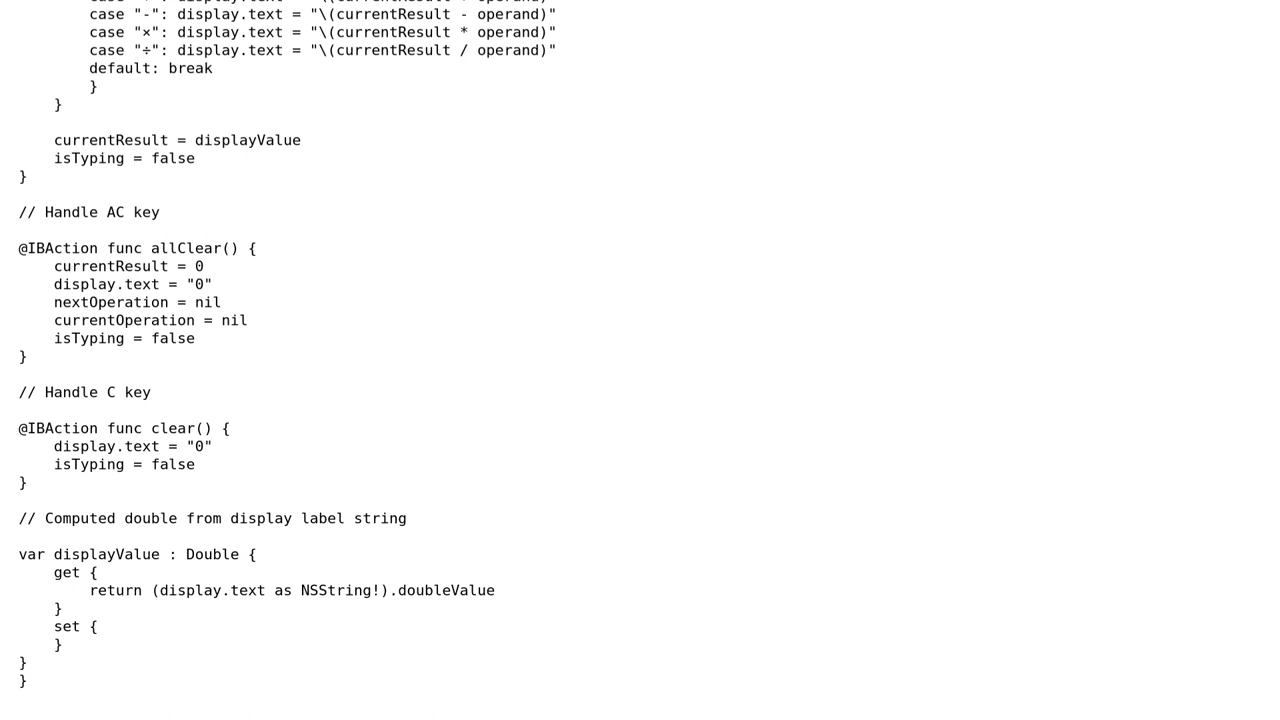 case "-": display.text = "\(currentResult - operand)"
case "×": display.text = "\(currentResult * operand)"
case "÷": display.text = "\(currentResult / operand)"
default: break
}
}
currentResult = displayValue
isTyping = false
}
// Handle AC key
@IBAction func allClear() {
currentResult = 0
display.text = "0"
nextOperation = nil
currentOperation = nil
isTyping = false
}
// Handle C key
@IBAction func clear() {
display.text = "0"
isTyping = false
}
// Computed double from display label string
var displayValue : Double {
get {
return (display.text as NSString!).doubleValue
}
set {
}
}
}